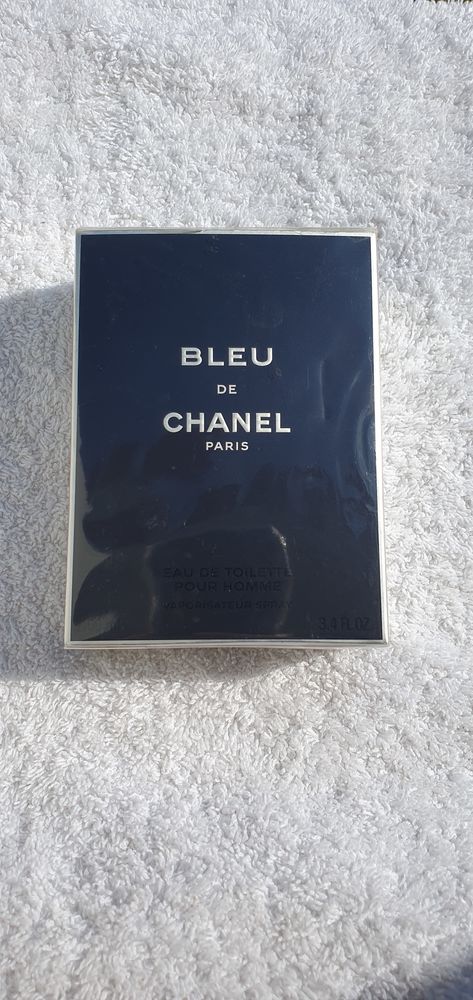 BLEU
DE
CHANEL
PARIS
EAU DE TOILETTE
POUR HOMME
VAPORISATEUR SPRAY
3.4 FL.OZ.